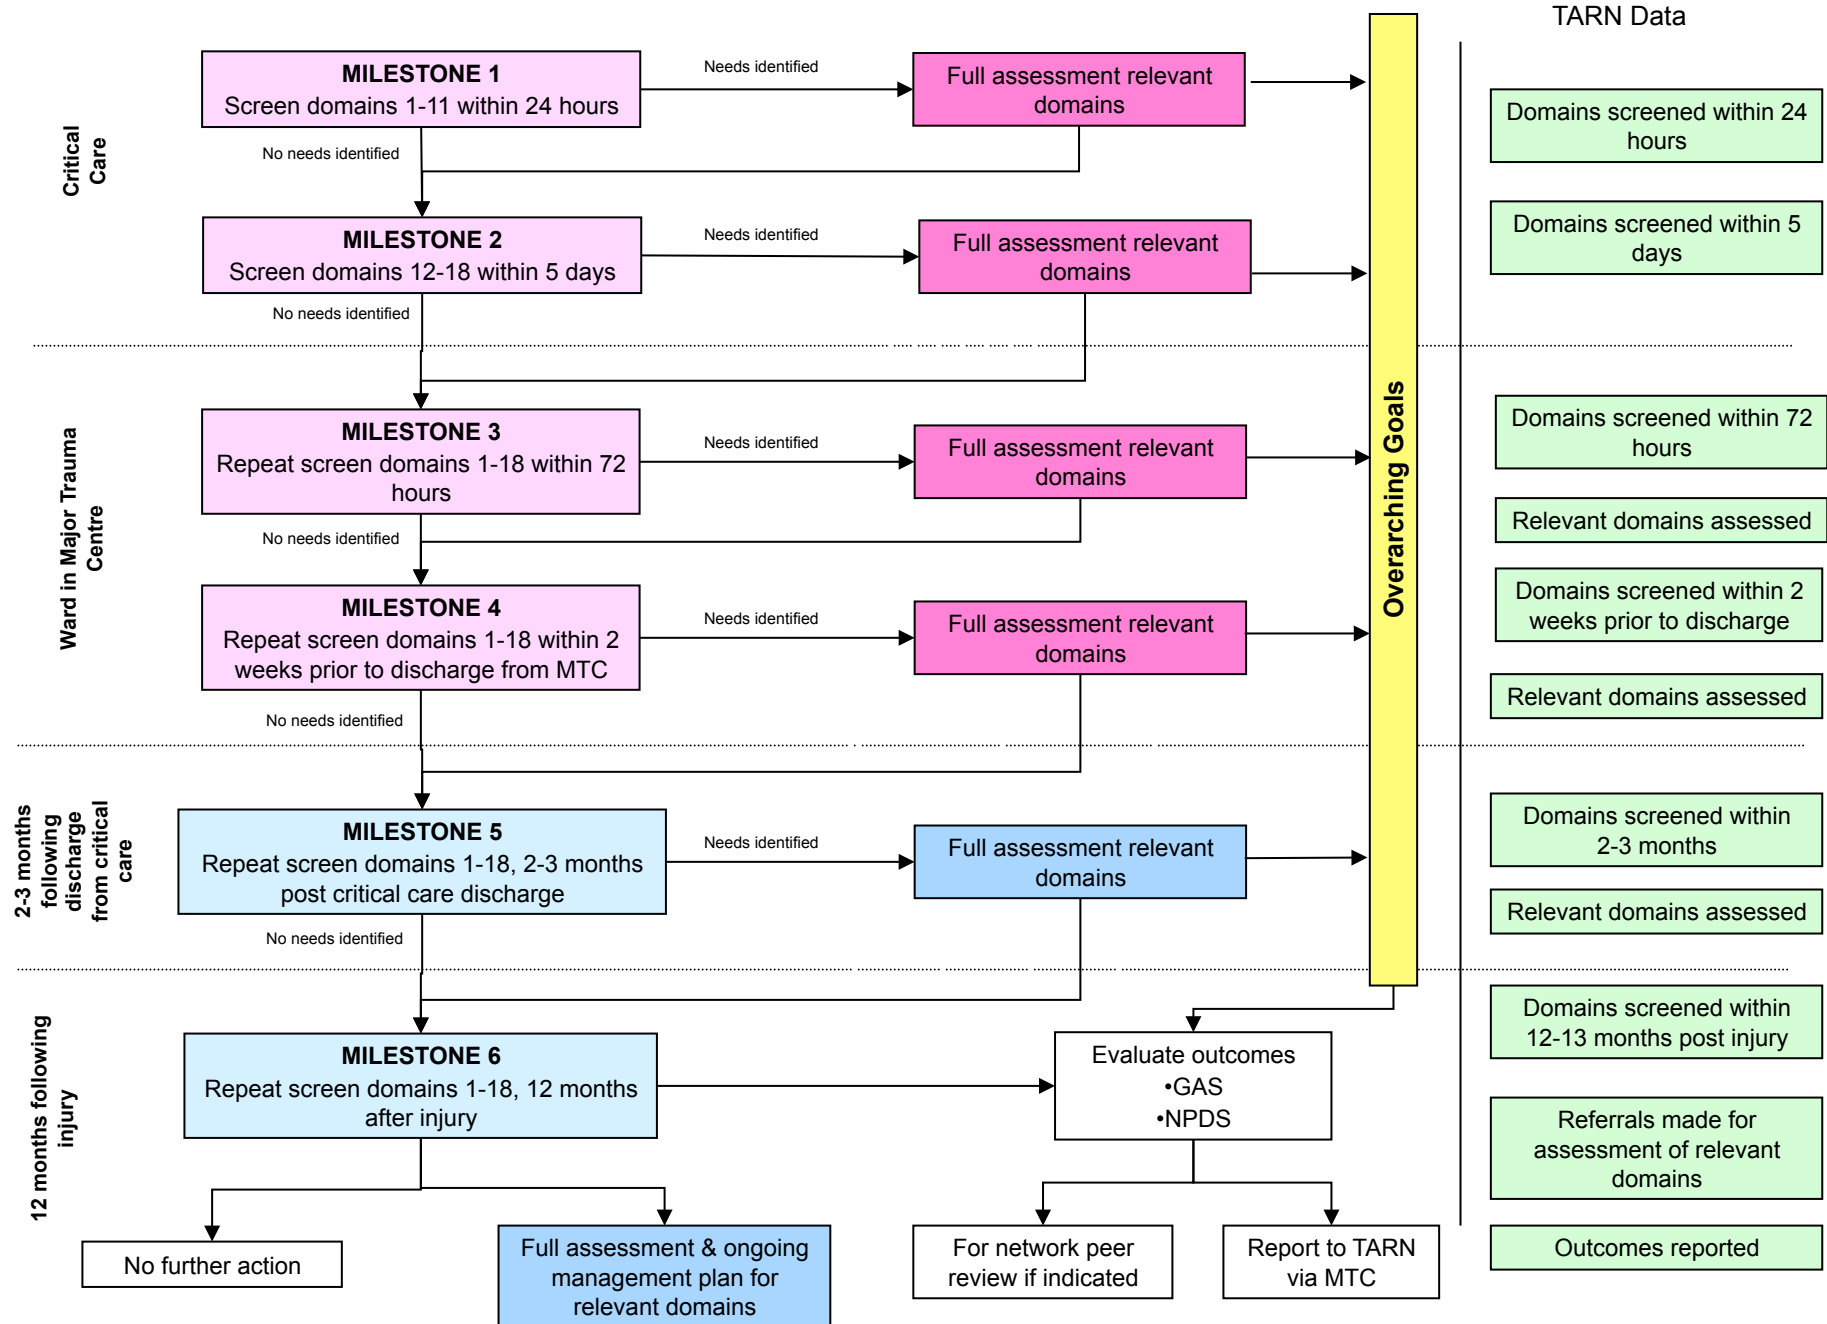 TARN Data
Critical
Care
MILESTONE 1
Screen domains 1-11 within 24 hours
Needs identified
Full assessment relevant
domains
Domains screened within 24
hours
No needs identified
MILESTONE 2
Screen domains 12-18 within 5 days
Needs identified
Full assessment relevant
domains
Domains screened within 5
days
No needs identified
Overarching Goals
Ward in Major Trauma
Centre
MILESTONE 3
Repeat screen domains 1-18 within 72
hours
Needs identified
Full assessment relevant
domains
Domains screened within 72
hours
Relevant domains assessed
No needs identified
MILESTONE 4
Repeat screen domains 1-18 within 2
weeks prior to discharge from MTC
Needs identified
Full assessment relevant
domains
Domains screened within 2
weeks prior to discharge
Relevant domains assessed
No needs identified
2-3 months
following
discharge
from critical
care
MILESTONE 5
Repeat screen domains 1-18, 2-3 months
post critical care discharge
Needs identified
Full assessment relevant
domains
Domains screened within
2-3 months
Relevant domains assessed
No needs identified
12 months following
injury
MILESTONE 6
Repeat screen domains 1-18, 12 months
after injury
Evaluate outcomes
•GAS
•NPDS
Domains screened within
12-13 months post injury
Referrals made for
assessment of relevant
domains
No further action
Full assessment & ongoing
management plan for
relevant domains
For network peer
review if indicated
Report to TARN
via MTC
Outcomes reported